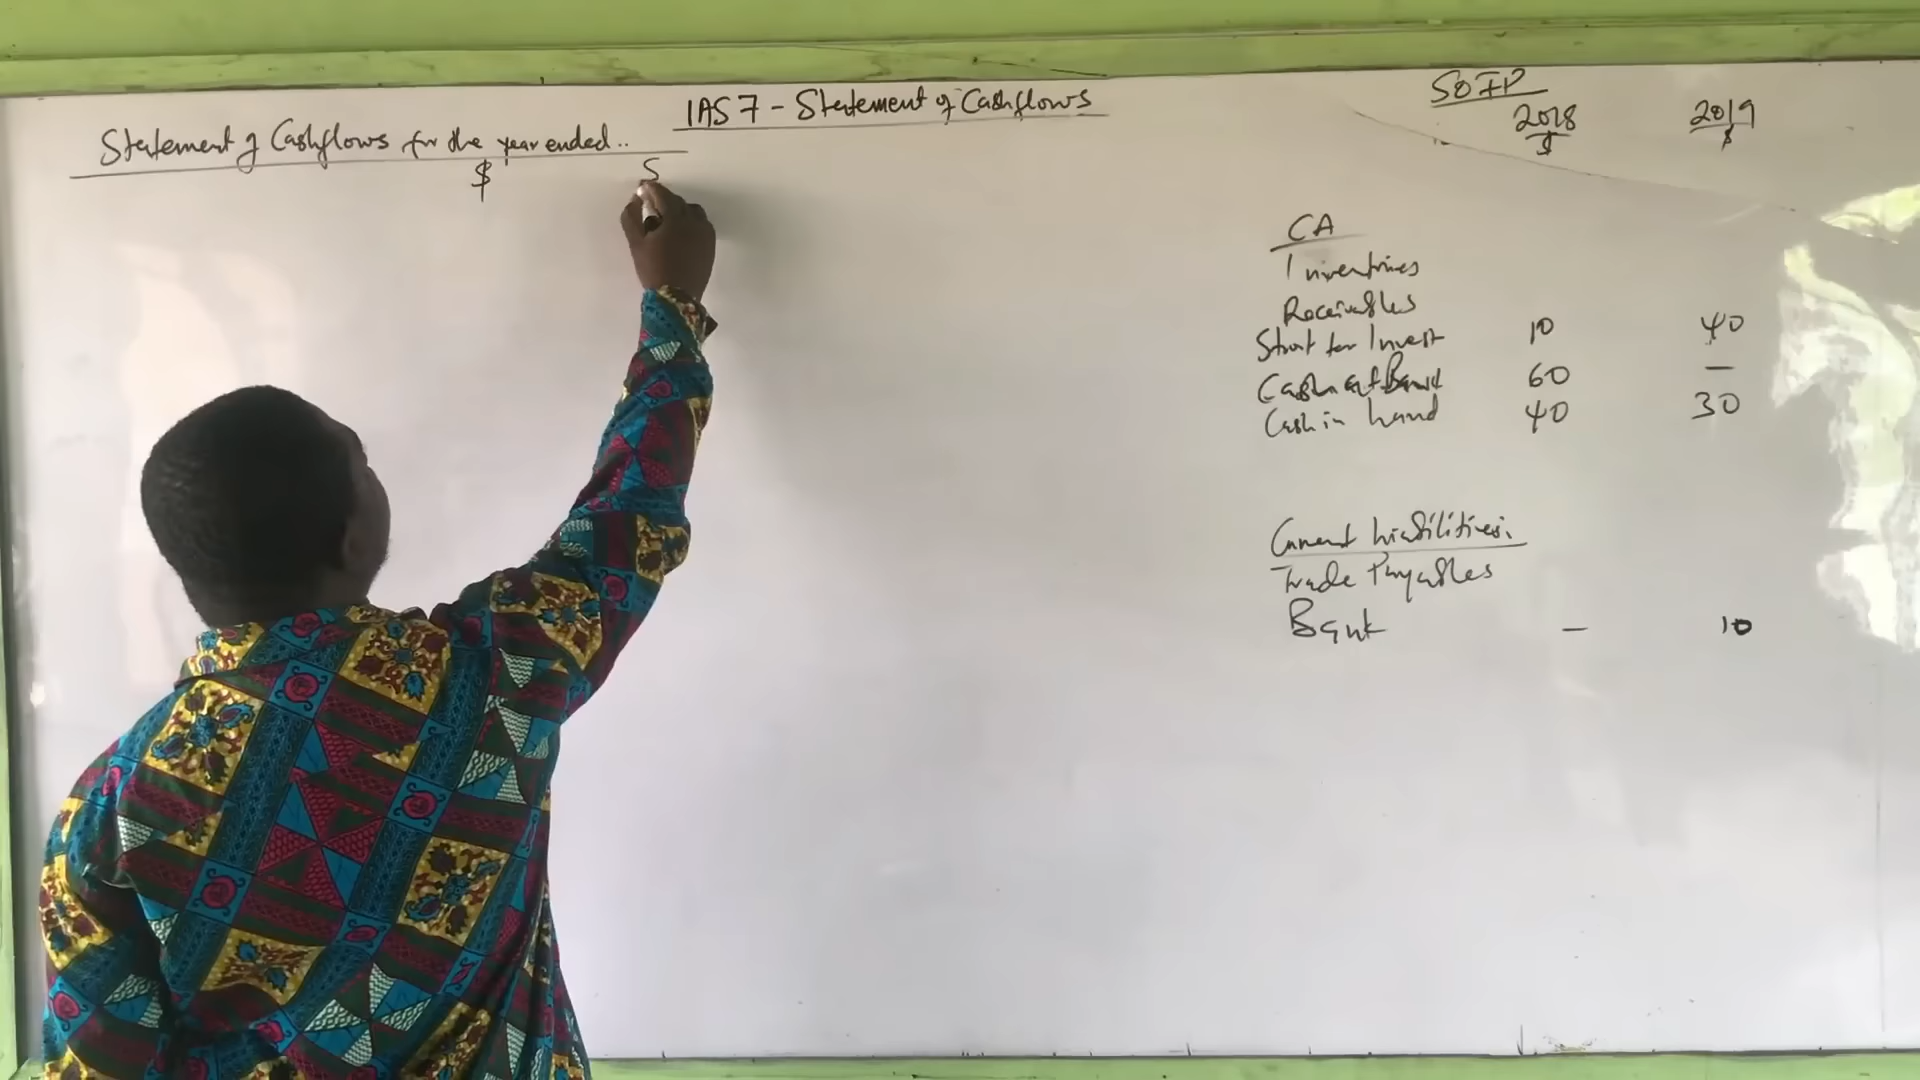 IAS 7 - Statement of Cashflows
Statement of Cashflows for the year ended..
$ S
SOFP
2018 2019
$ $
CA
Inventories
Receivables
Short ter Invest 10 40
Cash at Bank 60 —
Cash in hand 40 30
Current Liabilities.
Trade Payables
Bank — 10